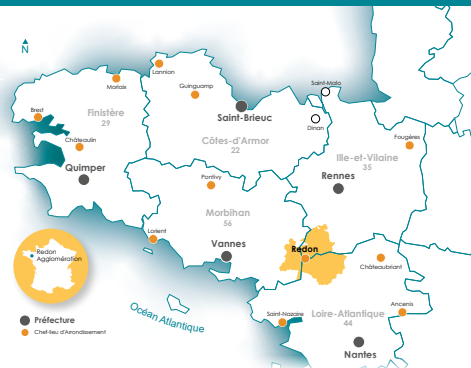 N
Lannion
Morlaix
Guingamp
Saint-Malo
Brest
Finistère
29
Saint-Brieuc
Dinan
Côtes-d'Armor
22
Fougères
Châteaulin
Ille-et-Vilaine
35
Quimper
Pontivy
Rennes
Morbihan
56
Lorient
Vannes
Redon
Redon
Agglomération
Châteaubriant
Océan Atlantique
Saint-Nazaire
Loire-Atlantique
44
Ancenis
Préfecture
Chef-lieu d'Arrondissement
Nantes